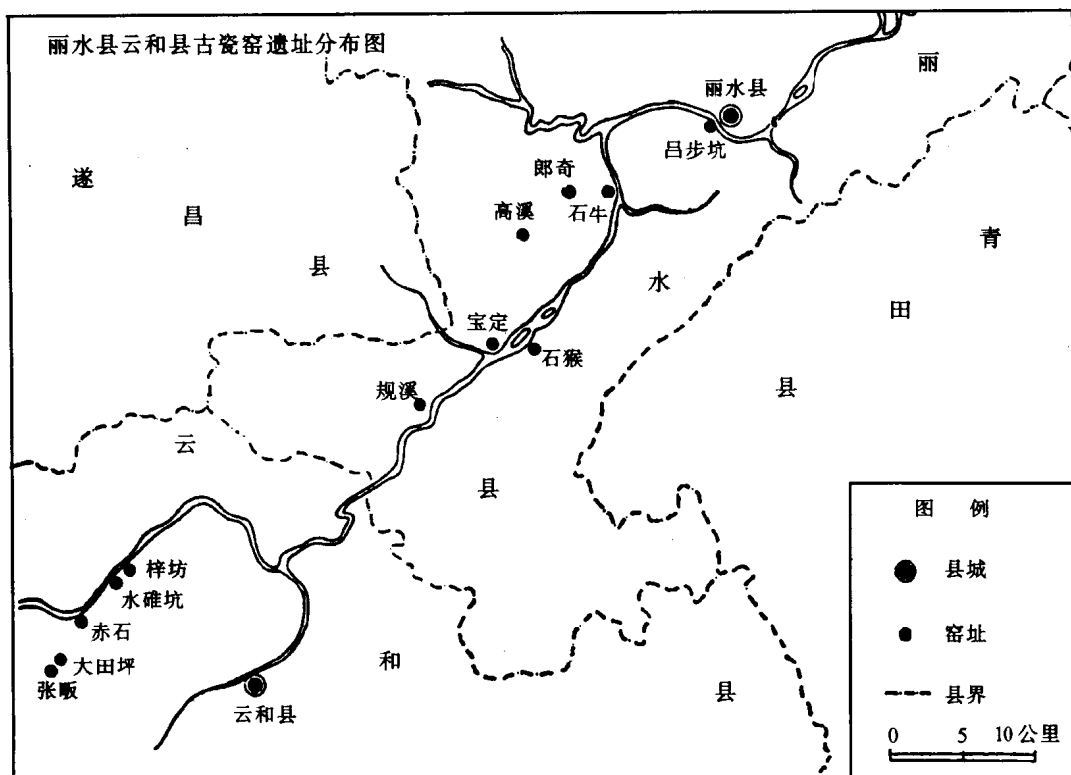 丽水县云和县古瓷窑遗址分布图
丽
丽水县
吕步坑
遂
昌
县
郎奇
石牛
高溪
青
田
县
水
宝定
石猴
规溪
云
县
梓坊
水碓坑
赤石
大田坪
张畈
和
云和县
县
图 例
县城
窑址
县界
0 5 10公里